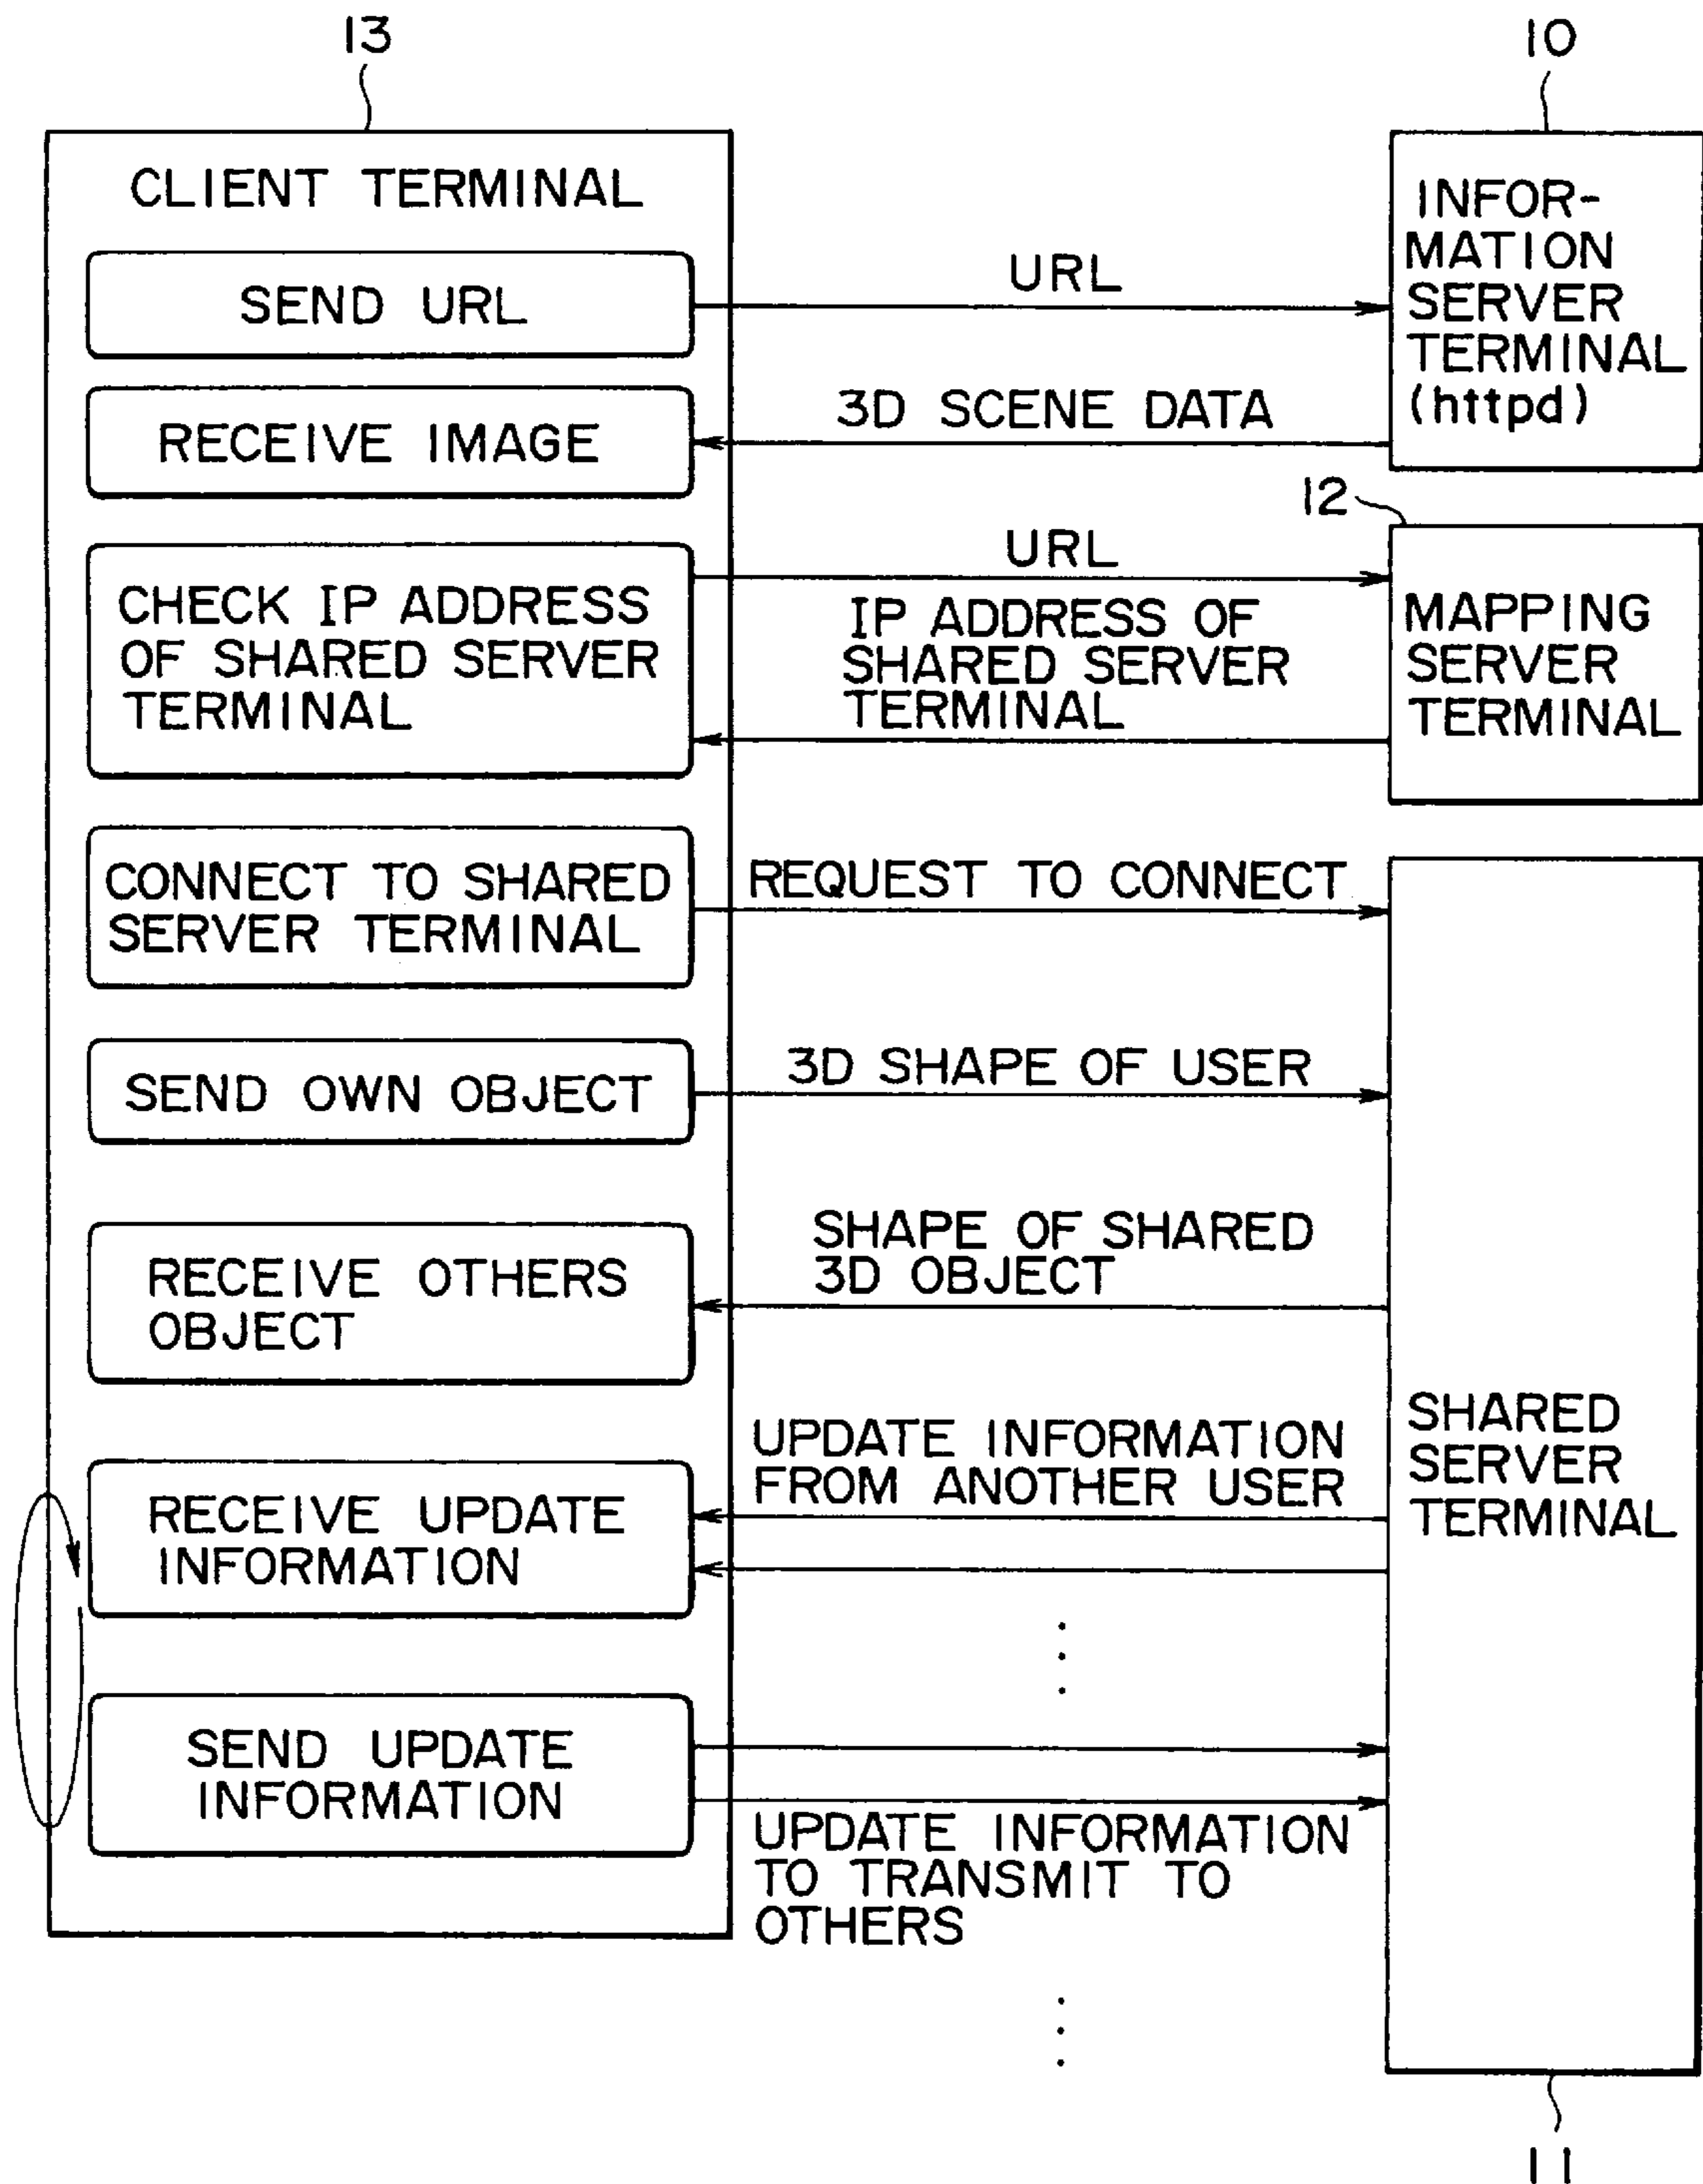 13
10
CLIENT TERMINAL
INFOR-
MATION
SERVER
TERMINAL
(httpd)
SEND URL
URL
RECEIVE IMAGE
3D SCENE DATA
12
CHECK IP ADDRESS
OF SHARED SERVER
TERMINAL
URL
IP ADDRESS OF
SHARED SERVER
TERMINAL
MAPPING
SERVER
TERMINAL
CONNECT TO SHARED
SERVER TERMINAL
REQUEST TO CONNECT
SEND OWN OBJECT
3D SHAPE OF USER
RECEIVE OTHERS
OBJECT
SHAPE OF SHARED
3D OBJECT
SHARED
SERVER
TERMINAL
RECEIVE UPDATE
INFORMATION
UPDATE INFORMATION
FROM ANOTHER USER
SEND UPDATE
INFORMATION
UPDATE INFORMATION
TO TRANSMIT TO
OTHERS
11